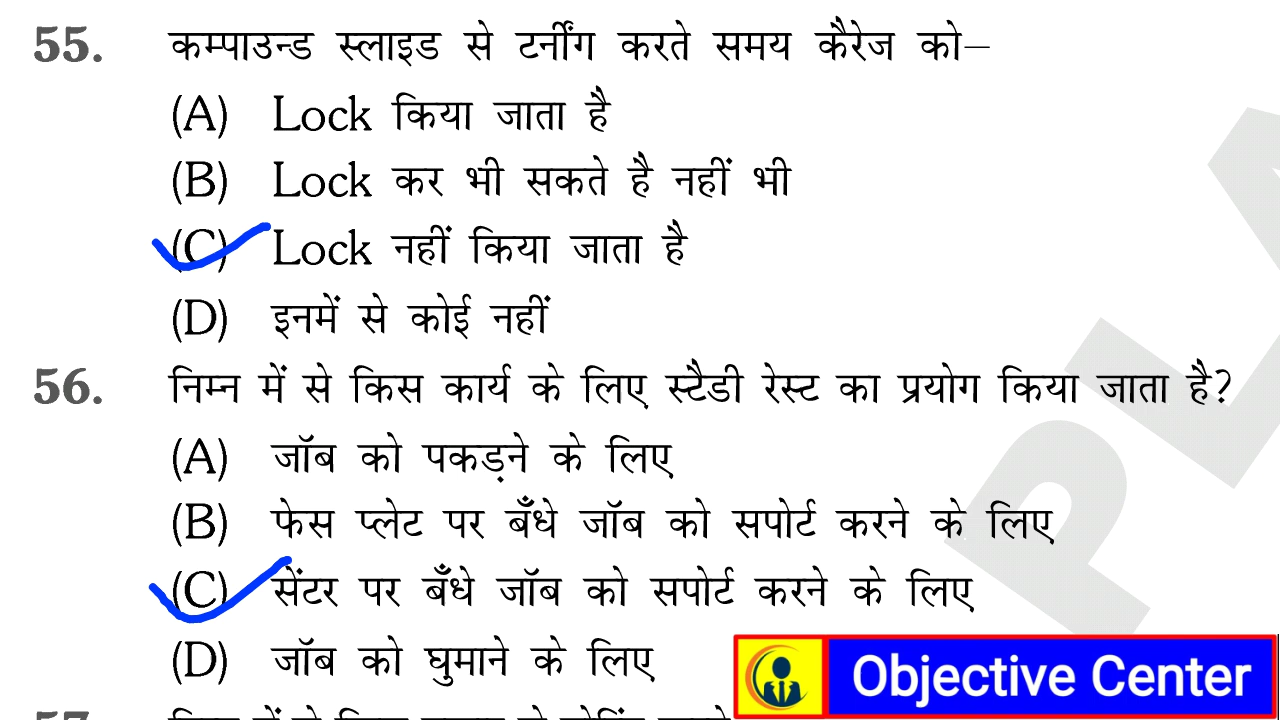 55. कम्पाउन्ड स्लाइड से टर्नींग करते समय कैरेज को–
(A) Lock किया जाता है
(B) Lock कर भी सकते है नहीं भी
(C) Lock नहीं किया जाता है
(D) इनमें से कोई नहीं
56. निम्न में से किस कार्य के लिए स्टैडी रेस्ट का प्रयोग किया जाता है?
(A) जॉब को पकड़ने के लिए
(B) फेस प्लेट पर बँधे जॉब को सपोर्ट करने के लिए
(C) सेंटर पर बँधे जॉब को सपोर्ट करने के लिए
(D) जॉब को घुमाने के लिए
Objective Center
57.